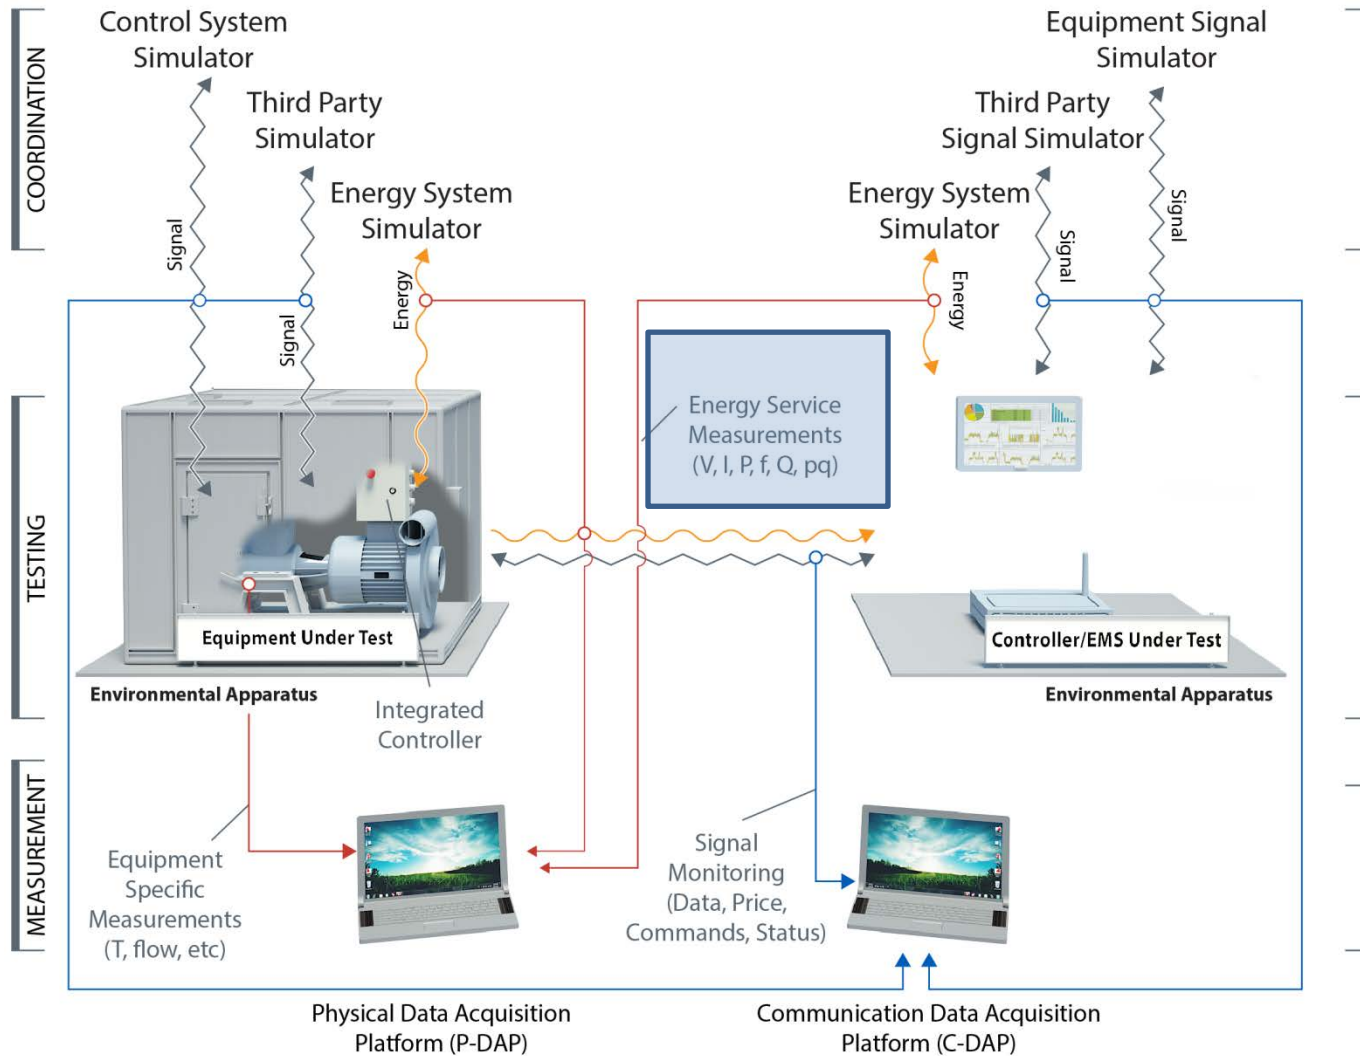 COORDINATION
Control System
Simulator
Third Party
Simulator
Energy System
Simulator
Signal
Signal
Energy
Equipment Signal
Simulator
Third Party
Signal Simulator
Energy System
Simulator
Signal
Signal
Energy
TESTING
Energy Service
Measurements
(V, I, P, f, Q, pq)
Equipment Under Test
Environmental Apparatus
Integrated
Controller
Controller/EMS Under Test
Environmental Apparatus
MEASUREMENT
Equipment
Specific
Measurements
(T, flow, etc)
Signal
Monitoring
(Data, Price,
Commands, Status)
Physical Data Acquisition
Platform (P-DAP)
Communication Data Acquisition
Platform (C-DAP)